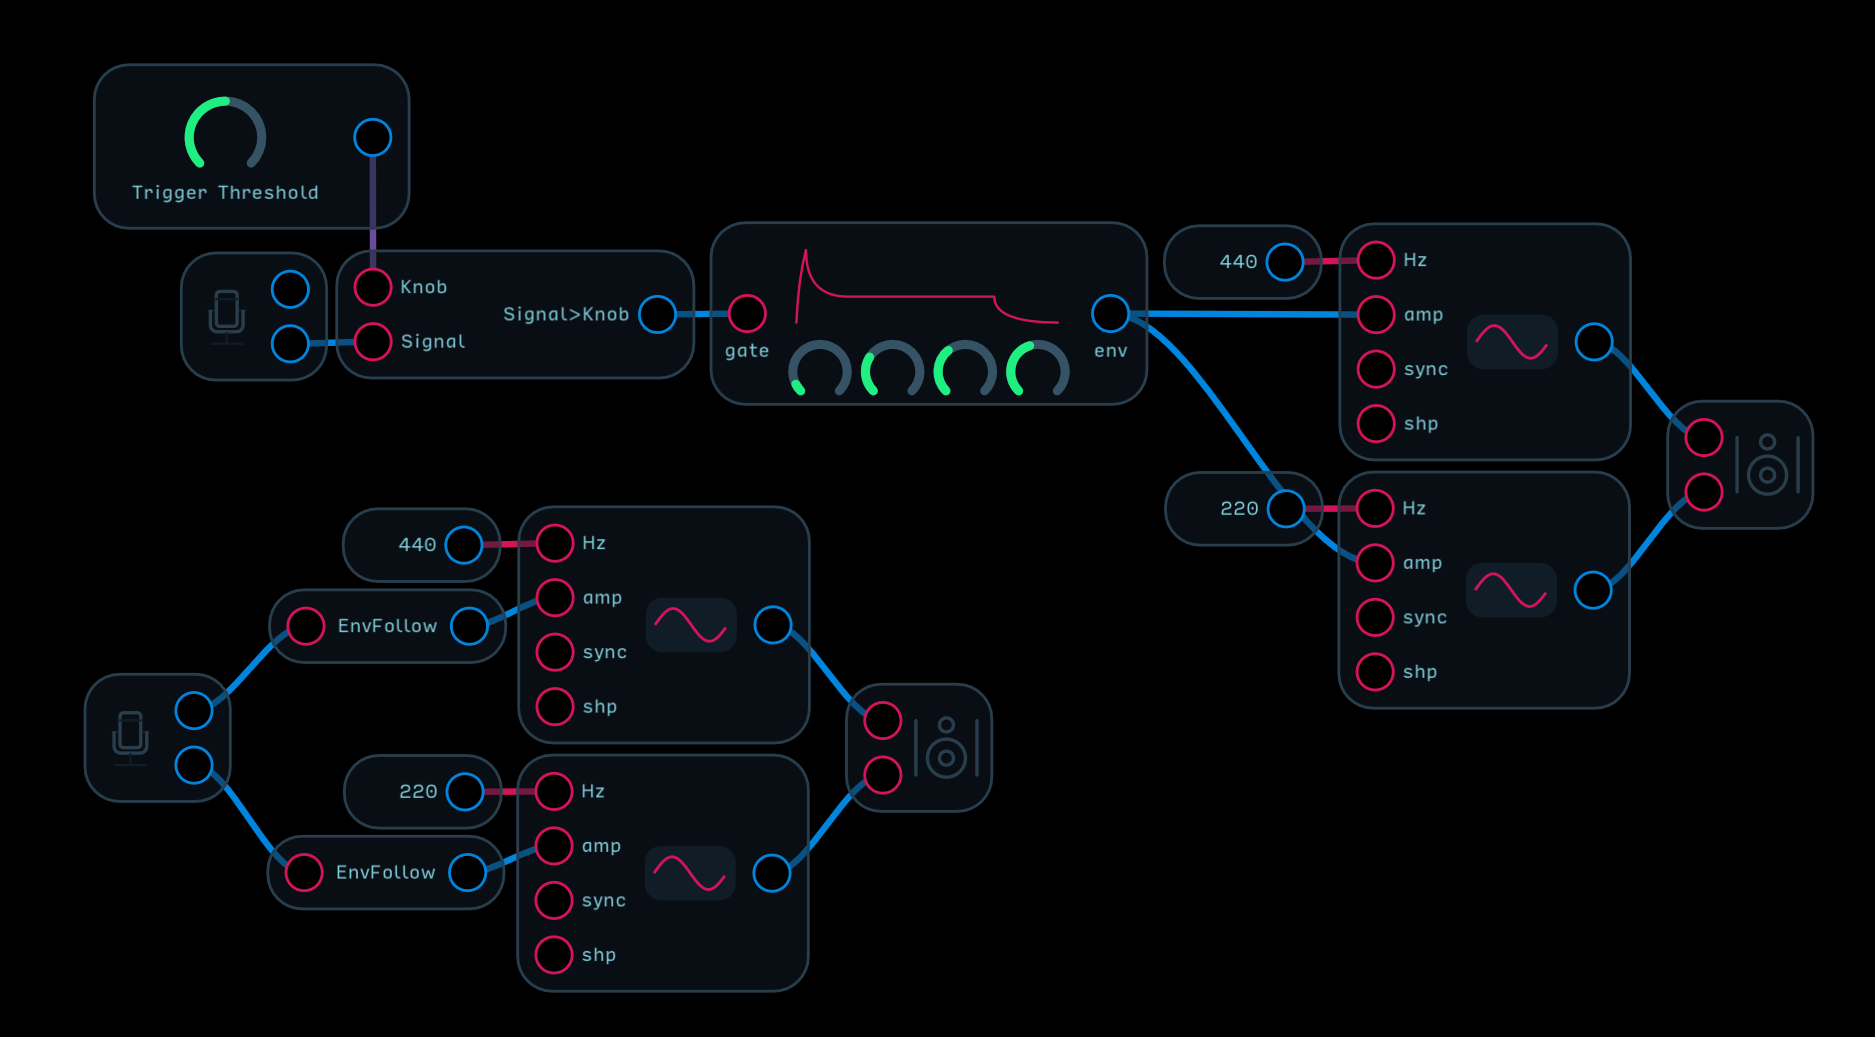 Trigger Threshold
Knob
Signal>Knob
Signal
gate
env
440
Hz
amp
sync
shp
220
Hz
amp
sync
shp
440
Hz
EnvFollow
amp
sync
shp
220
Hz
EnvFollow
amp
sync
shp